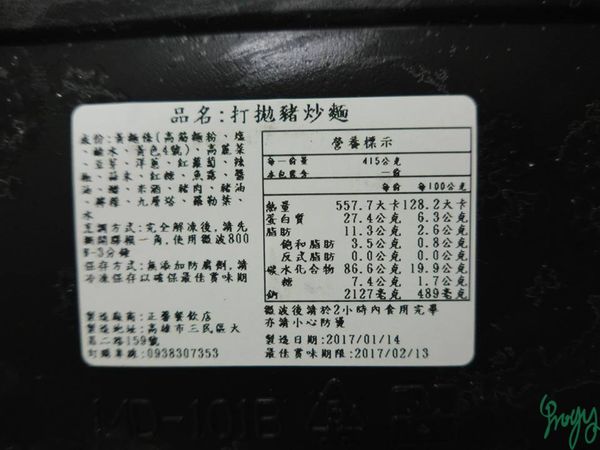 品名:打拋豬炒麵
成份:黃麵條(高筋麵粉、鹽
、鹼水、黃色4號)、高麗菜
、豆芽、洋蔥、紅蘿蔔、辣
椒、蒜末、紅糖、魚露、醬
油、糖、米酒、豬肉、豬油
、蔥、九層塔、羅勒葉、
水
烹調方式:完全解凍後,請先
撕開膠膜一角,使用微波800
-3分鐘
保存方式:無添加防腐劑,請
冷凍保存以確保最佳賞味期
製造廠商:正馨餐飲店
製造地址:高雄市三民區大
昌二路159號
訂購專線:0938307353
營養標示
每一份量 415公克
本包裝含 一份
每份 每100公克
熱量 557.7大卡 128.2大卡
蛋白質 27.4公克 6.3公克
脂肪 11.3公克 2.6公克
飽和脂肪 3.5公克 0.8公克
反式脂肪 0.0公克 0.0公克
碳水化合物 86.6公克 19.9公克
糖 7.4公克 1.7公克
鈉 2127毫克 489毫克
微波後請於2小時內食用完畢
亦請小心防燙
製造日期:2017/01/14
最佳賞味期限:2017/02/13
MD-101B